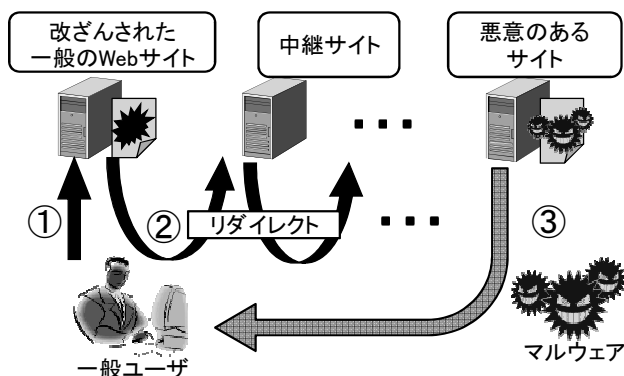 改ざんされた
一般のWebサイト
中継サイト
悪意のある
サイト
①
②
リダイレクト
③
一般ユーザ
マルウェア